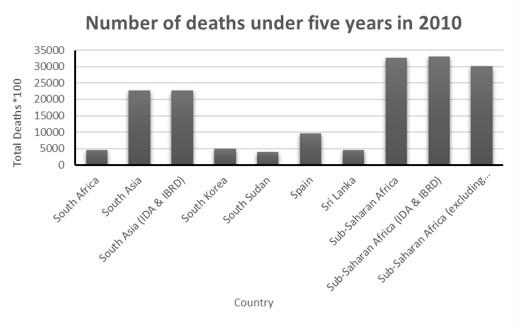 Number of deaths under five years in 2010
Total Deaths *100
35000
30000
25000
20000
15000
10000
5000
0
South Africa
South Asia
South Asia (IDA & IBRD)
South Korea
South Sudan
Spain
Sri Lanka
Sub-Saharan Africa
Sub-Saharan Africa (IDA & IBRD)
Sub-Saharan Africa (excluding...
Country